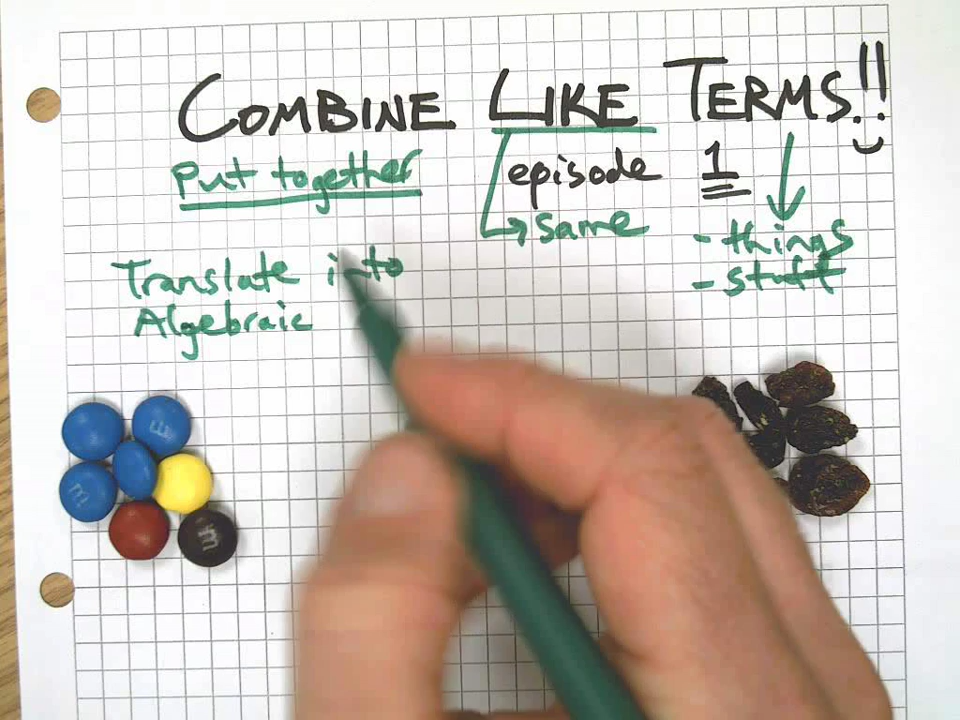 COMBINE LIKE TERMS!!
Put together
episode 1
same
- things
- stuff
Translate into
Algebraic
m
m
m